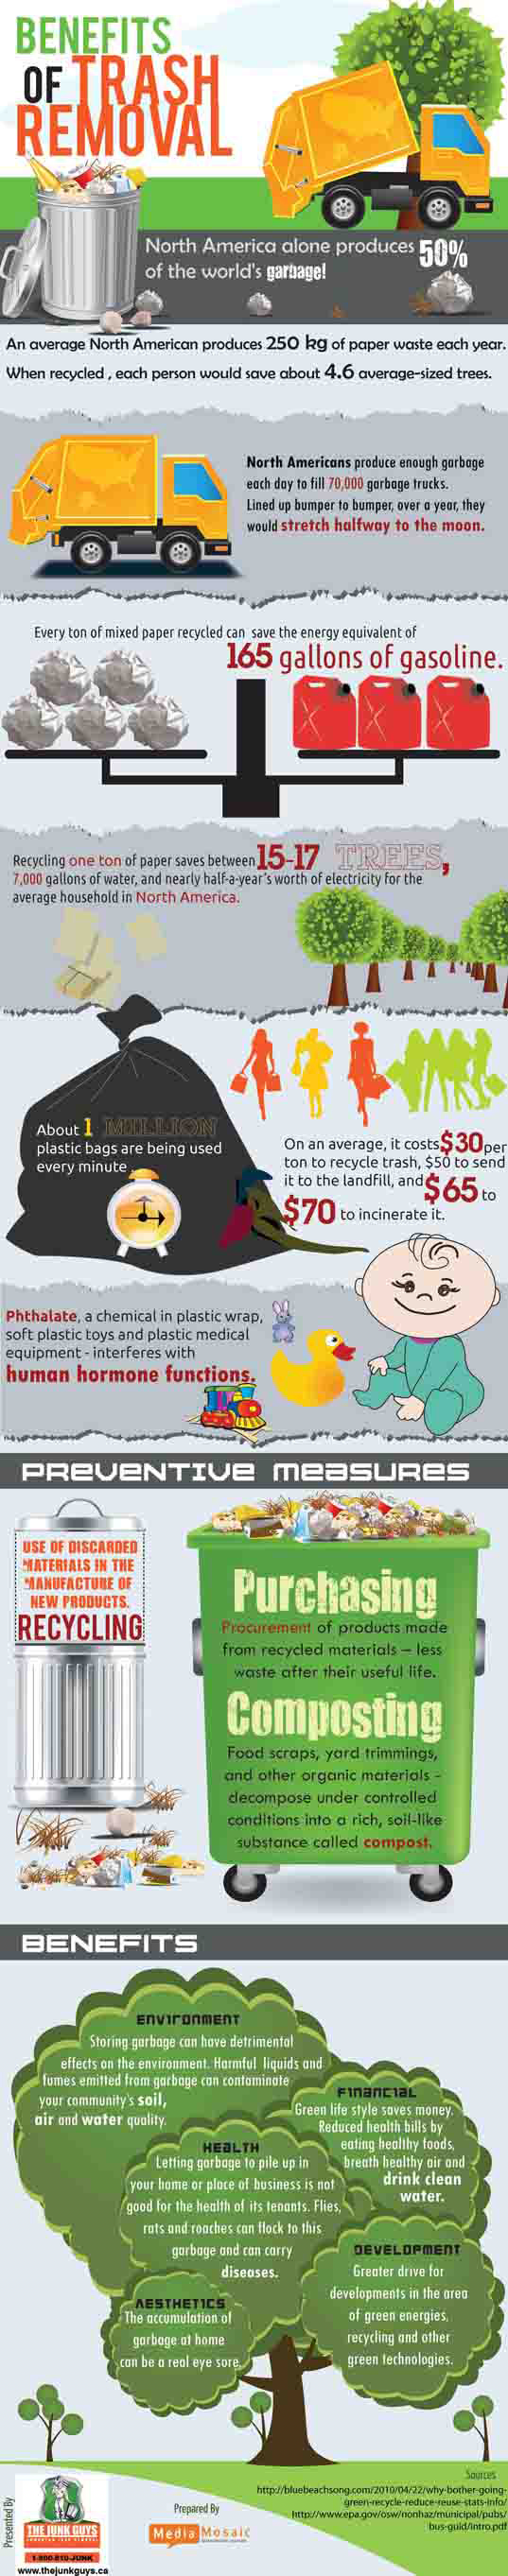 BENEFITS
OF TRASH
REMOVAL
North America alone produces 50%
of the world's garbage!
An average North American produces 250 kg of paper waste each year.
When recycled , each person would save about 4.6 average-sized trees.
North Americans produce enough garbage
each day to fill 70,000 garbage trucks.
Lined up bumper to bumper, over a year, they
would stretch halfway to the moon.
Every ton of mixed paper recycled can save the energy equivalent of
165 gallons of gasoline.
Recycling one ton of paper saves between 15-17 TREES,
7,000 gallons of water, and nearly half-a-year's worth of electricity for the
average household in North America.
About 1 MILLION
plastic bags are being used
every minute
On an average, it costs $30 per
ton to recycle trash, $50 to send
it to the landfill, and $65 to
$70 to incinerate it.
Phthalate, a chemical in plastic wrap,
soft plastic toys and plastic medical
equipment - interferes with
human hormone functions.
PREVENTIVE MEASURES
USE OF DISCARDED
MATERIALS IN THE
MANUFACTURE OF
NEW PRODUCTS.
RECYCLING
Purchasing
Procurement of products made
from recycled materials – less
waste after their useful life.
Composting
Food scraps, yard trimmings,
and other organic materials -
decompose under controlled
conditions into a rich, soil-like
substance called compost.
BENEFITS
ENVIRONMENT
Storing garbage can have detrimental
effects on the environment. Harmful liquids and
fumes emitted from garbage can contaminate
your community's soil,
air and water quality.
FINANCIAL
Green life style saves money.
Reduced health bills by
eating healthy foods,
breath healthy air and
drink clean
water.
HEALTH
Letting garbage to pile up in
your home or place of business is not
good for the health of its tenants. Flies,
rats and roaches can flock to this
garbage and can carry
diseases.
DEVELOPMENT
Greater drive for
developments in the area
of green energies,
recycling and other
green technologies.
AESTHETICS
The accumulation of
garbage at home
can be a real eye sore.
Sources
http://bluebeachsong.com/2010/04/22/why-bother-going-
green-recycle-reduce-reuse-stats-info/
http://www.epa.gov/osw/nonhaz/municipal/pubs/
bus-guid/intro.pdf
Presented By
THE JUNK GUYS
1-800-810-JUNK
www.thejunkguys.ca
Prepared By
Media Mosaic